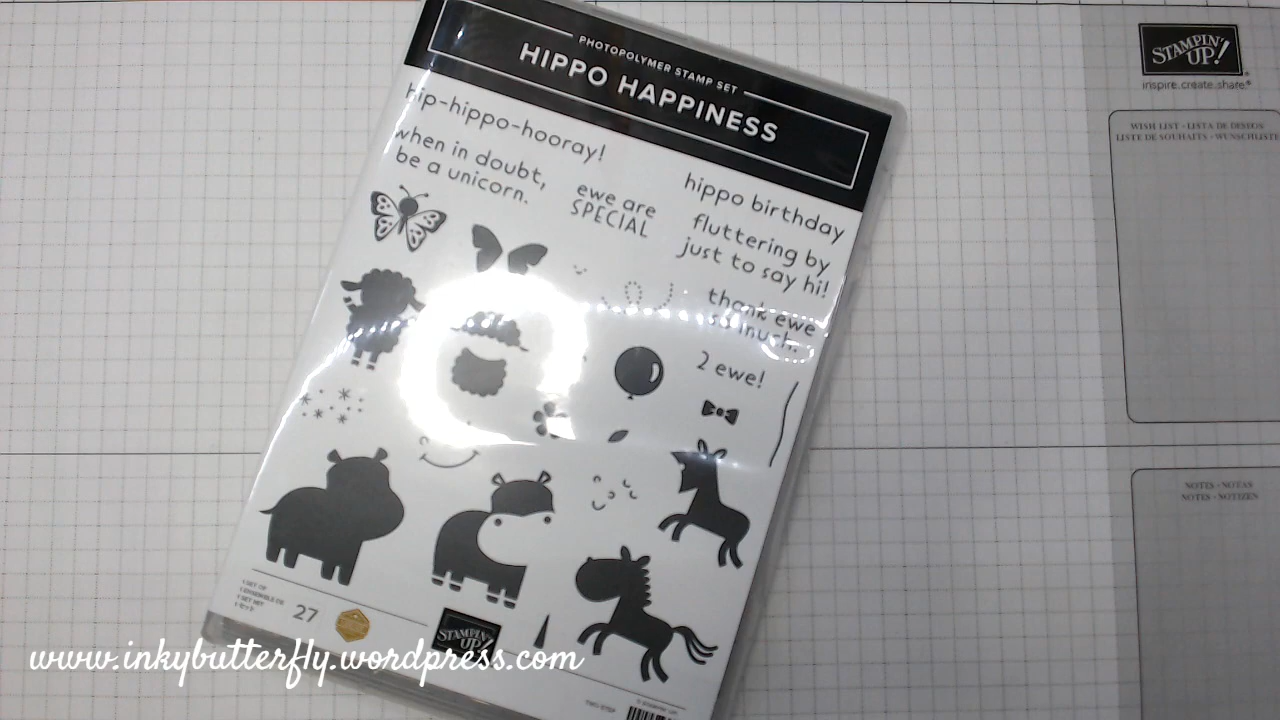 PHOTOPOLYMER STAMP SET
HIPPO HAPPINESS
hip-hippo-hooray!
when in doubt,
be a unicorn.
ewe are
SPECIAL
hippo birthday
fluttering by
just to say hi!
thank ewe
so much.
2 ewe!
27
STAMPIN' UP!
STAMPIN' UP!
inspire.create.share.
WISH LIST • LISTA DE DESEOS
LISTE DE SOUHAITS • WUNSCHLISTE
NOTES • NOTAS
NOTES • NOTIZEN
www.inkybutterfly.wordpress.com